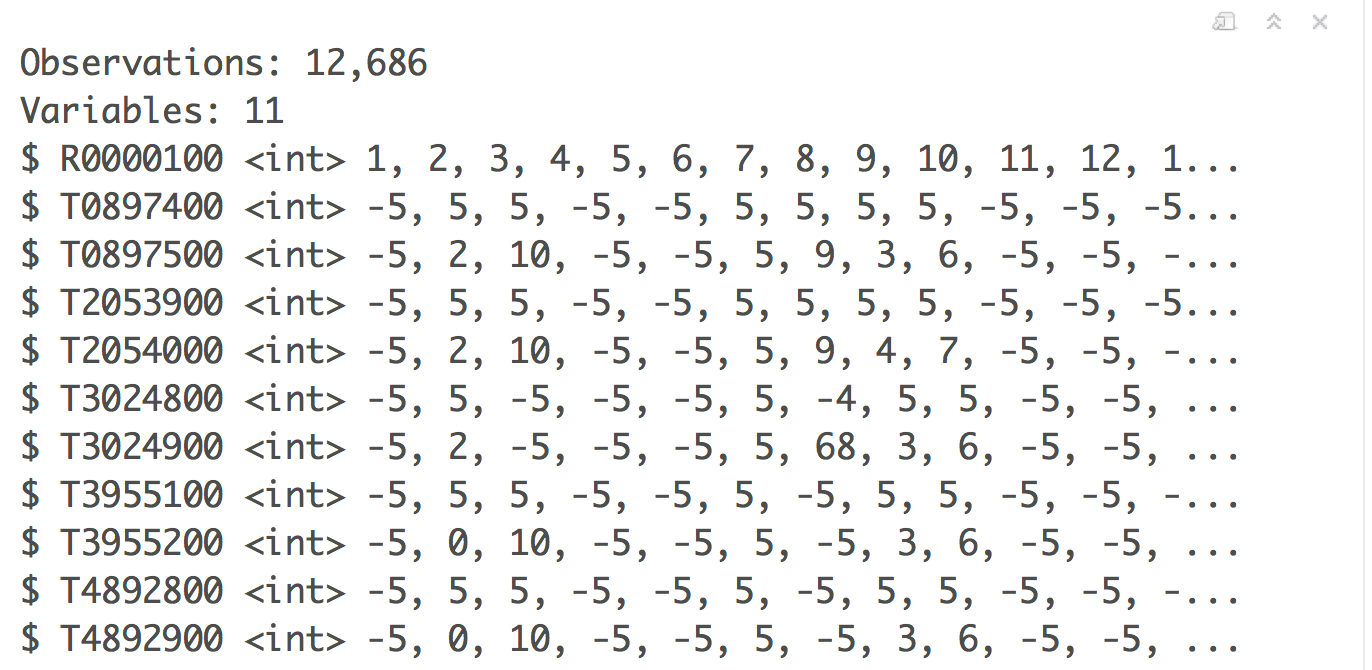 Observations: 12,686
Variables: 11
$ R0000100 <int> 1, 2, 3, 4, 5, 6, 7, 8, 9, 10, 11, 12, 1...
$ T0897400 <int> -5, 5, 5, -5, -5, 5, 5, 5, 5, -5, -5, -5...
$ T0897500 <int> -5, 2, 10, -5, -5, 5, 9, 3, 6, -5, -5, -...
$ T2053900 <int> -5, 5, 5, -5, -5, 5, 5, 5, 5, -5, -5, -5...
$ T2054000 <int> -5, 2, 10, -5, -5, 5, 9, 4, 7, -5, -5, -...
$ T3024800 <int> -5, 5, -5, -5, -5, 5, -4, 5, 5, -5, -5, ...
$ T3024900 <int> -5, 2, -5, -5, -5, 5, 68, 3, 6, -5, -5, ...
$ T3955100 <int> -5, 5, 5, -5, -5, 5, -5, 5, 5, -5, -5, -...
$ T3955200 <int> -5, 0, 10, -5, -5, 5, -5, 3, 6, -5, -5, ...
$ T4892800 <int> -5, 5, 5, -5, -5, 5, -5, 5, 5, -5, -5, -...
$ T4892900 <int> -5, 0, 10, -5, -5, 5, -5, 3, 6, -5, -5, ...